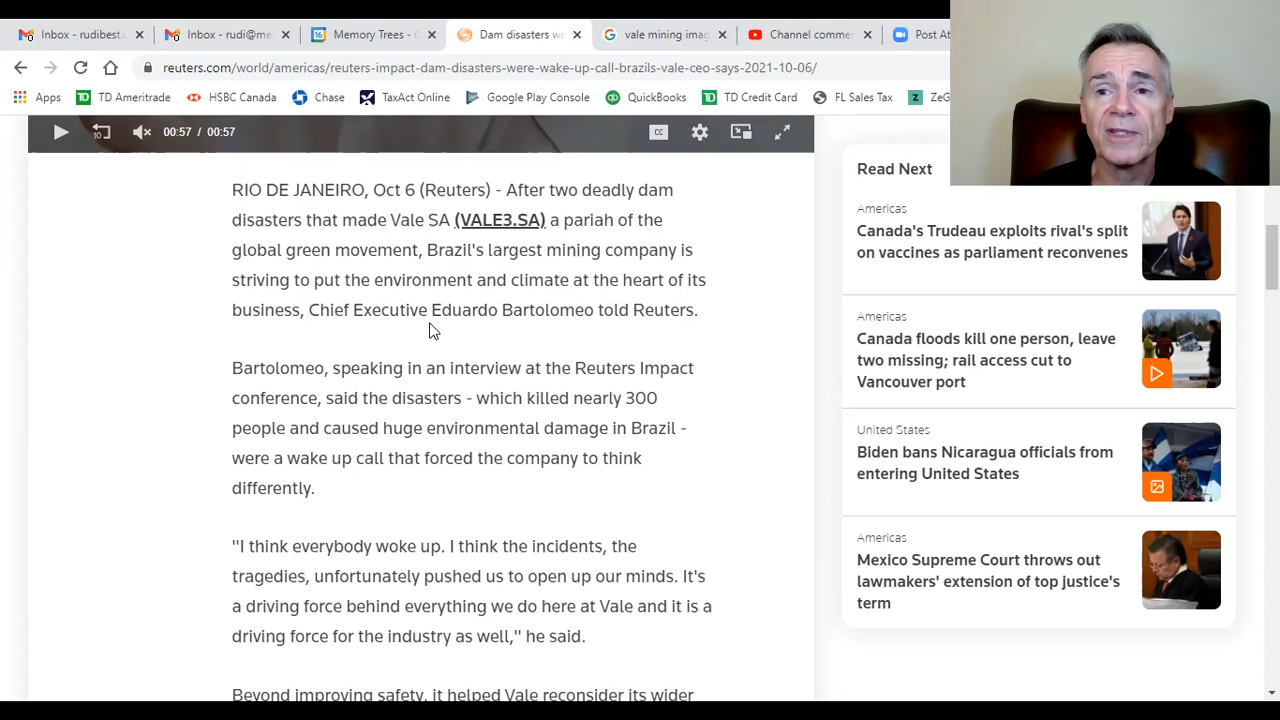 Inbox - rudibest.
Inbox - rudi@me
16
Memory Trees -
Dam disasters we
vale mining imag
Channel comme
Post At
reuters.com/world/americas/reuters-impact-dam-disasters-were-wake-up-call-brazils-vale-ceo-says-2021-10-06/
Apps
TD Ameritrade
HSBC Canada
Chase
TaxAct Online
Google Play Console
QuickBooks
TD Credit Card
FL Sales Tax
ZeG
10
00:57 / 00:57
CC
RIO DE JANEIRO, Oct 6 (Reuters) - After two deadly dam
disasters that made Vale SA (VALE3.SA) a pariah of the
global green movement, Brazil's largest mining company is
striving to put the environment and climate at the heart of its
business, Chief Executive Eduardo Bartolomeo told Reuters.
Bartolomeo, speaking in an interview at the Reuters Impact
conference, said the disasters - which killed nearly 300
people and caused huge environmental damage in Brazil -
were a wake up call that forced the company to think
differently.
"I think everybody woke up. I think the incidents, the
tragedies, unfortunately pushed us to open up our minds. It's
a driving force behind everything we do here at Vale and it is a
driving force for the industry as well," he said.
Beyond improving safety, it helped Vale reconsider its wider
Read Next
Americas
Canada's Trudeau exploits rival's split
on vaccines as parliament reconvenes
Americas
Canada floods kill one person, leave
two missing; rail access cut to
Vancouver port
United States
Biden bans Nicaragua officials from
entering United States
Americas
Mexico Supreme Court throws out
lawmakers' extension of top justice's
term